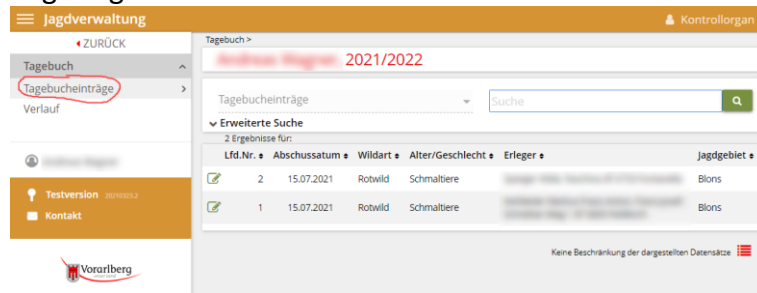 Jagdverwaltung
Kontrollorgan
ZURÜCK
Tagebuch
Tagebucheinträge
Verlauf
Testversion 20210323.2
Kontakt
Vorarlberg
Tagebuch >
2021/2022
Tagebucheinträge
Suche
Erweiterte Suche
2 Ergebnisse für:
Lfd.Nr. Abschussatum Wildart Alter/Geschlecht Erleger Jagdgebiet
2 15.07.2021 Rotwild Schmaltiere Blons
1 15.07.2021 Rotwild Schmaltiere Blons
Keine Beschränkung der dargestellten Datensätze